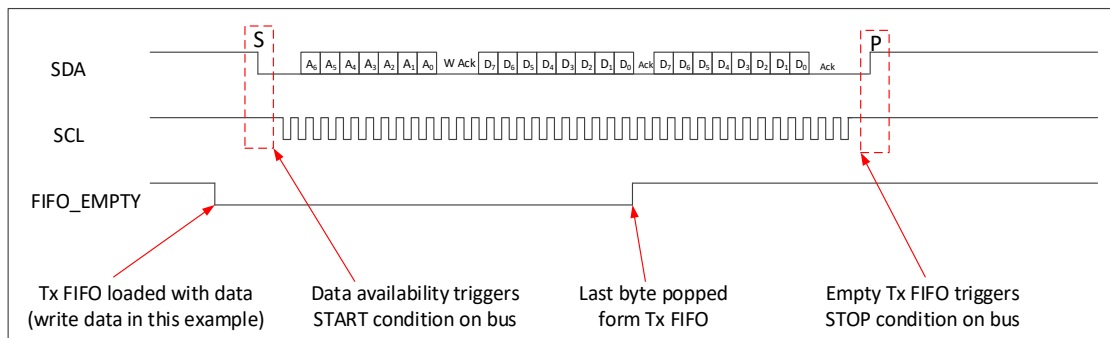 S
P
SDA
A6 A5 A4 A3 A2 A1 A0 W Ack D7 D6 D5 D4 D3 D2 D1 D0 Ack D7 D6 D5 D4 D3 D2 D1 D0 Ack
SCL
FIFO_EMPTY
Tx FIFO loaded with data
(write data in this example)
Data availability triggers
START condition on bus
Last byte popped
form Tx FIFO
Empty Tx FIFO triggers
STOP condition on bus